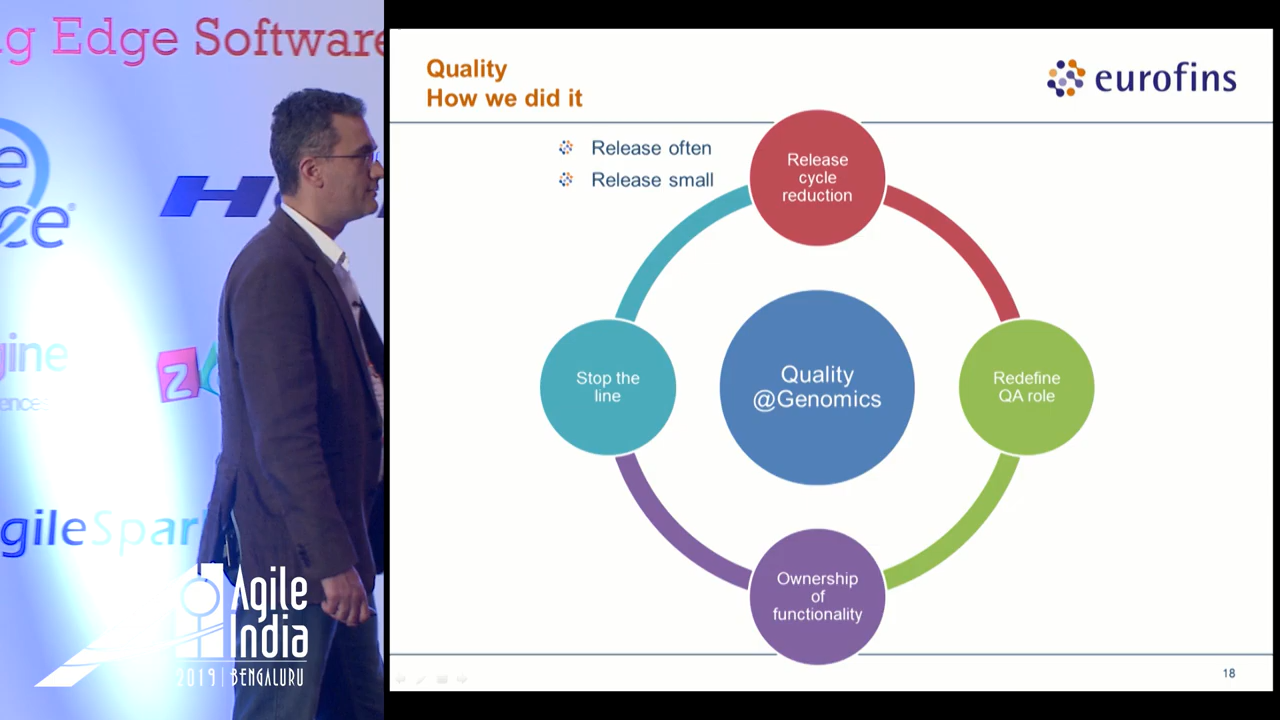 Edge Software
Agile
India
2019 | BENGALURU
Quality
How we did it
eurofins
Release often
Release small
Release
cycle
reduction
Stop the
line
Quality
@Genomics
Redefine
QA role
Ownership
of
functionality
18